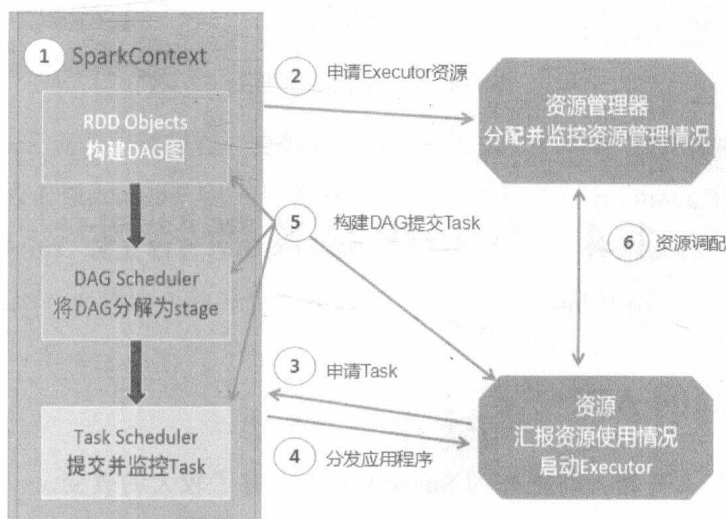 1 SparkContext
RDD Objects
构建DAG图
DAG Scheduler
将DAG分解为stage
Task Scheduler
提交并监控Task
2 申请Executor资源
资源管理器
分配并监控资源管理情况
5 构建DAG提交Task
6 资源调配
3 申请Task
4 分发应用程序
资源
汇报资源使用情况
启动Executor